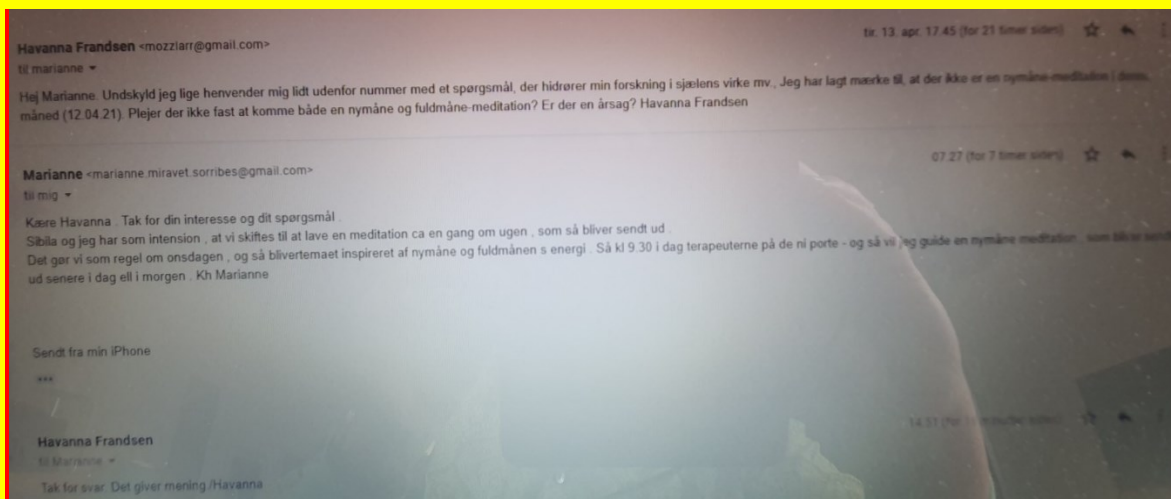 Havanna Frandsen <mozzlarr@gmail.com>
tir. 13. apr. 17.45 (for 21 timer siden)
til marianne
Hej Marianne. Undskyld jeg lige henvender mig lidt udenfor nummer med et spørgsmål, der hidrører min forskning i sjælens virke mv., Jeg har lagt mærke til, at der ikke er en nymåne-meditation i denne
måned (12.04.21). Plejer der ikke fast at komme både en nymåne og fuldmåne-meditation? Er der en årsag? Havanna Frandsen
07.27 (for 7 timer siden)
Marianne <marianne.miravet.sorribes@gmail.com>
til mig
Kære Havanna . Tak for din interesse og dit spørgsmål .
Sibila og jeg har som intension , at vi skiftes til at lave en meditation ca en gang om ugen , som så bliver sendt ud .
Det gør vi som regel om onsdagen , og så blivertemaet inspireret af nymåne og fuldmånen s energi . Så kl 9.30 i dag terapeuterne på de ni porte - og så vil jeg guide en nymåne meditation , som bliver sendt
ud senere i dag ell i morgen . Kh Marianne
Sendt fra min iPhone
•••
14.51 (for 11 minutter siden)
Havanna Frandsen
til Marianne
Tak for svar. Det giver mening /Havanna